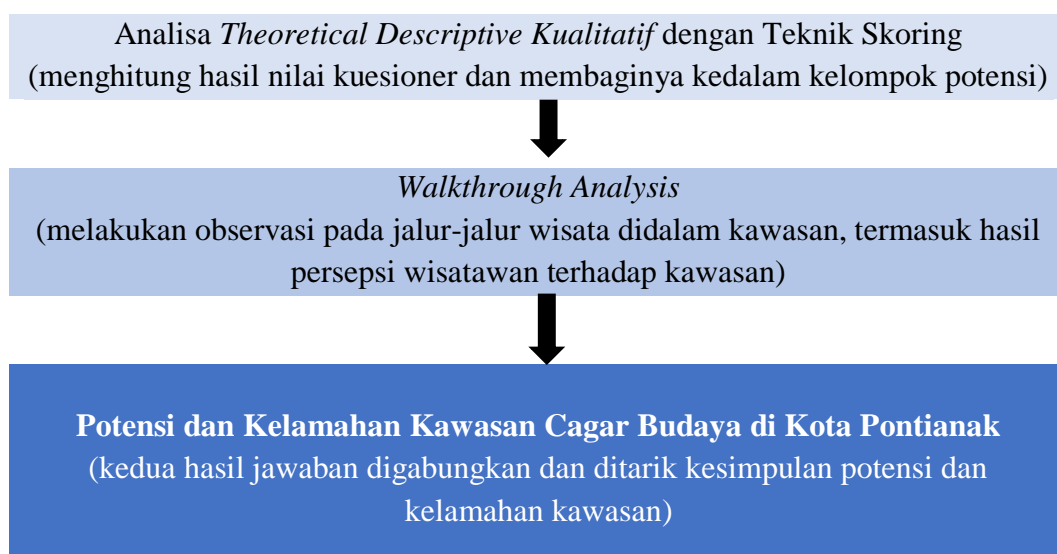 Analisa Theoretical Descriptive Kualitatif dengan Teknik Skoring
(menghitung hasil nilai kuesioner dan membaginya kedalam kelompok potensi)
Walkthrough Analysis
(melakukan observasi pada jalur-jalur wisata didalam kawasan, termasuk hasil
persepsi wisatawan terhadap kawasan)
Potensi dan Kelamahan Kawasan Cagar Budaya di Kota Pontianak
(kedua hasil jawaban digabungkan dan ditarik kesimpulan potensi dan
kelamahan kawasan)